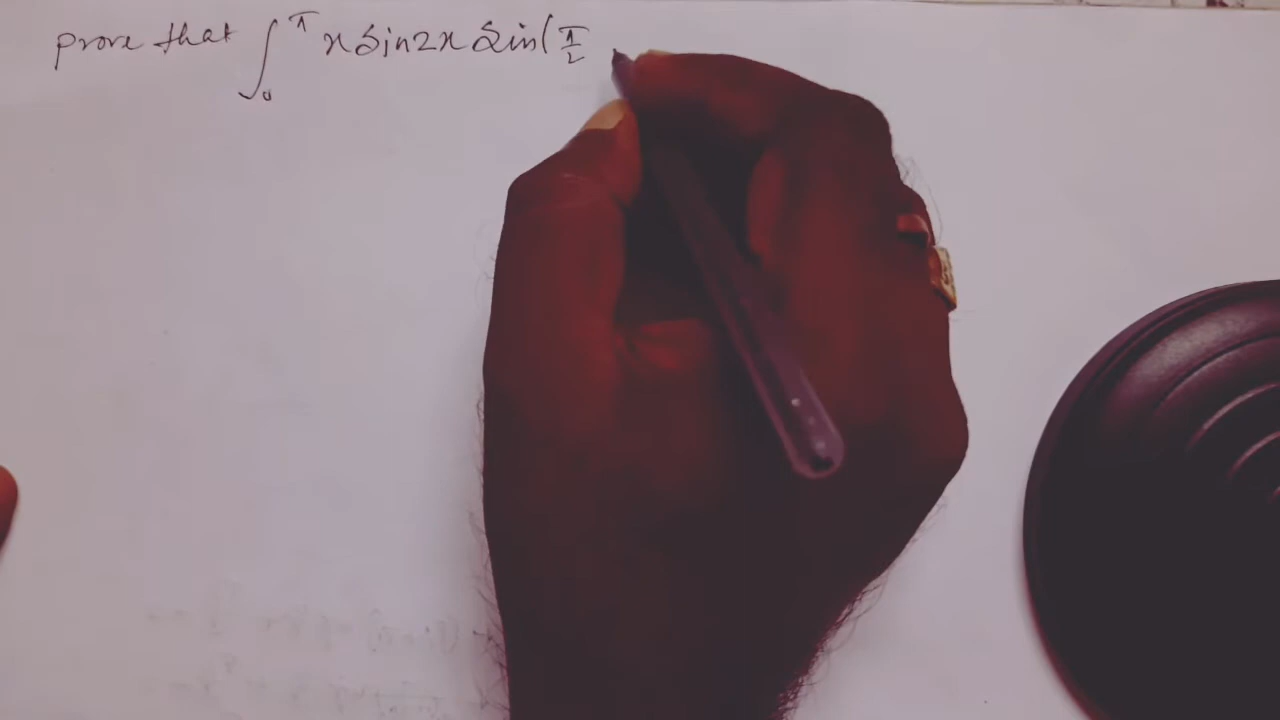 prove that ∫₀^π x sin2x sin(π/2